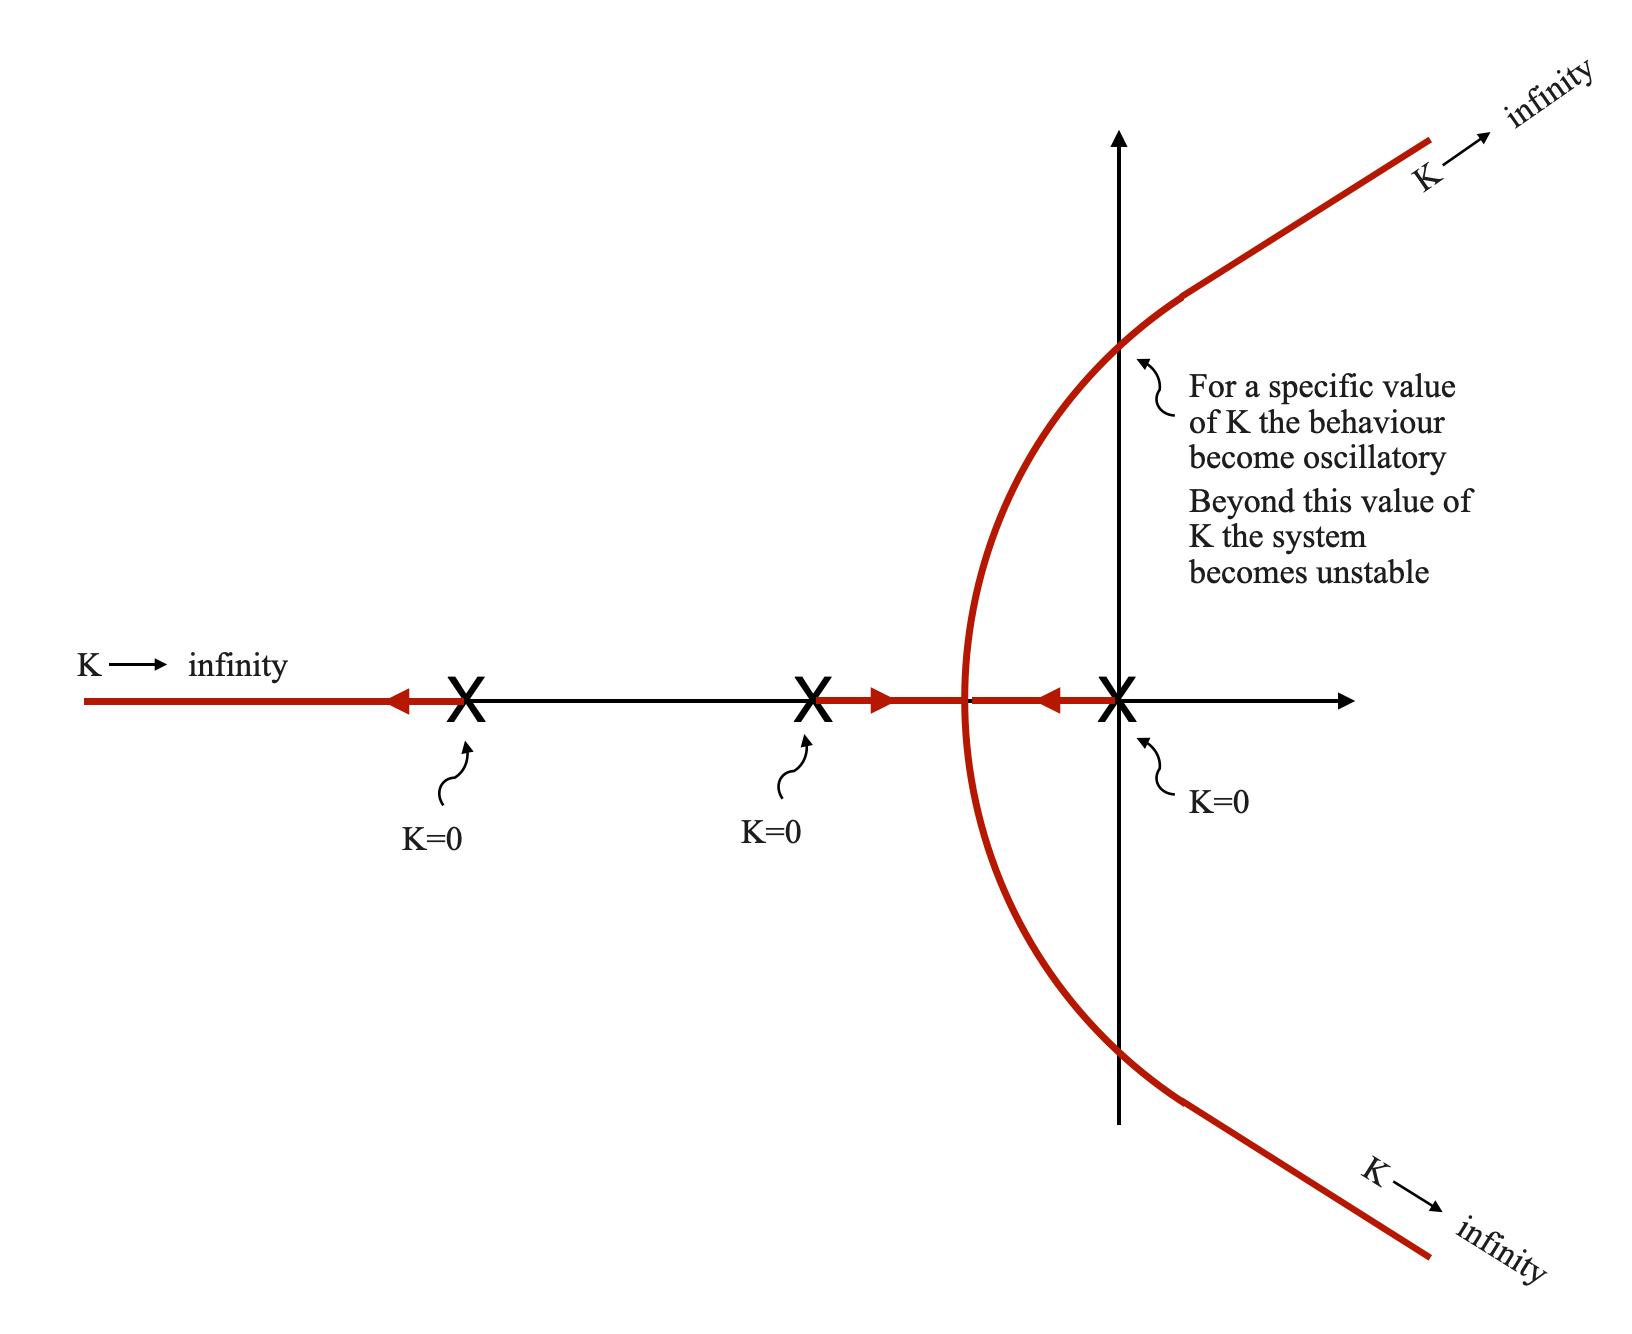 K infinity
For a specific value
of K the behaviour
become oscillatory
Beyond this value of
K the system
becomes unstable
K infinity
X X X
K=0
K=0
K=0
K infinity